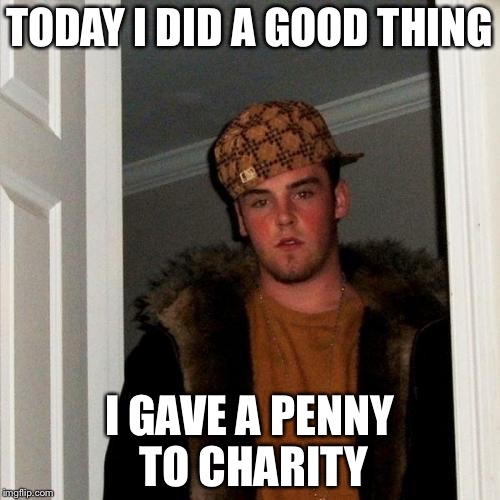 TODAY I DID A GOOD THING
I GAVE A PENNY
TO CHARITY
imgflip.com